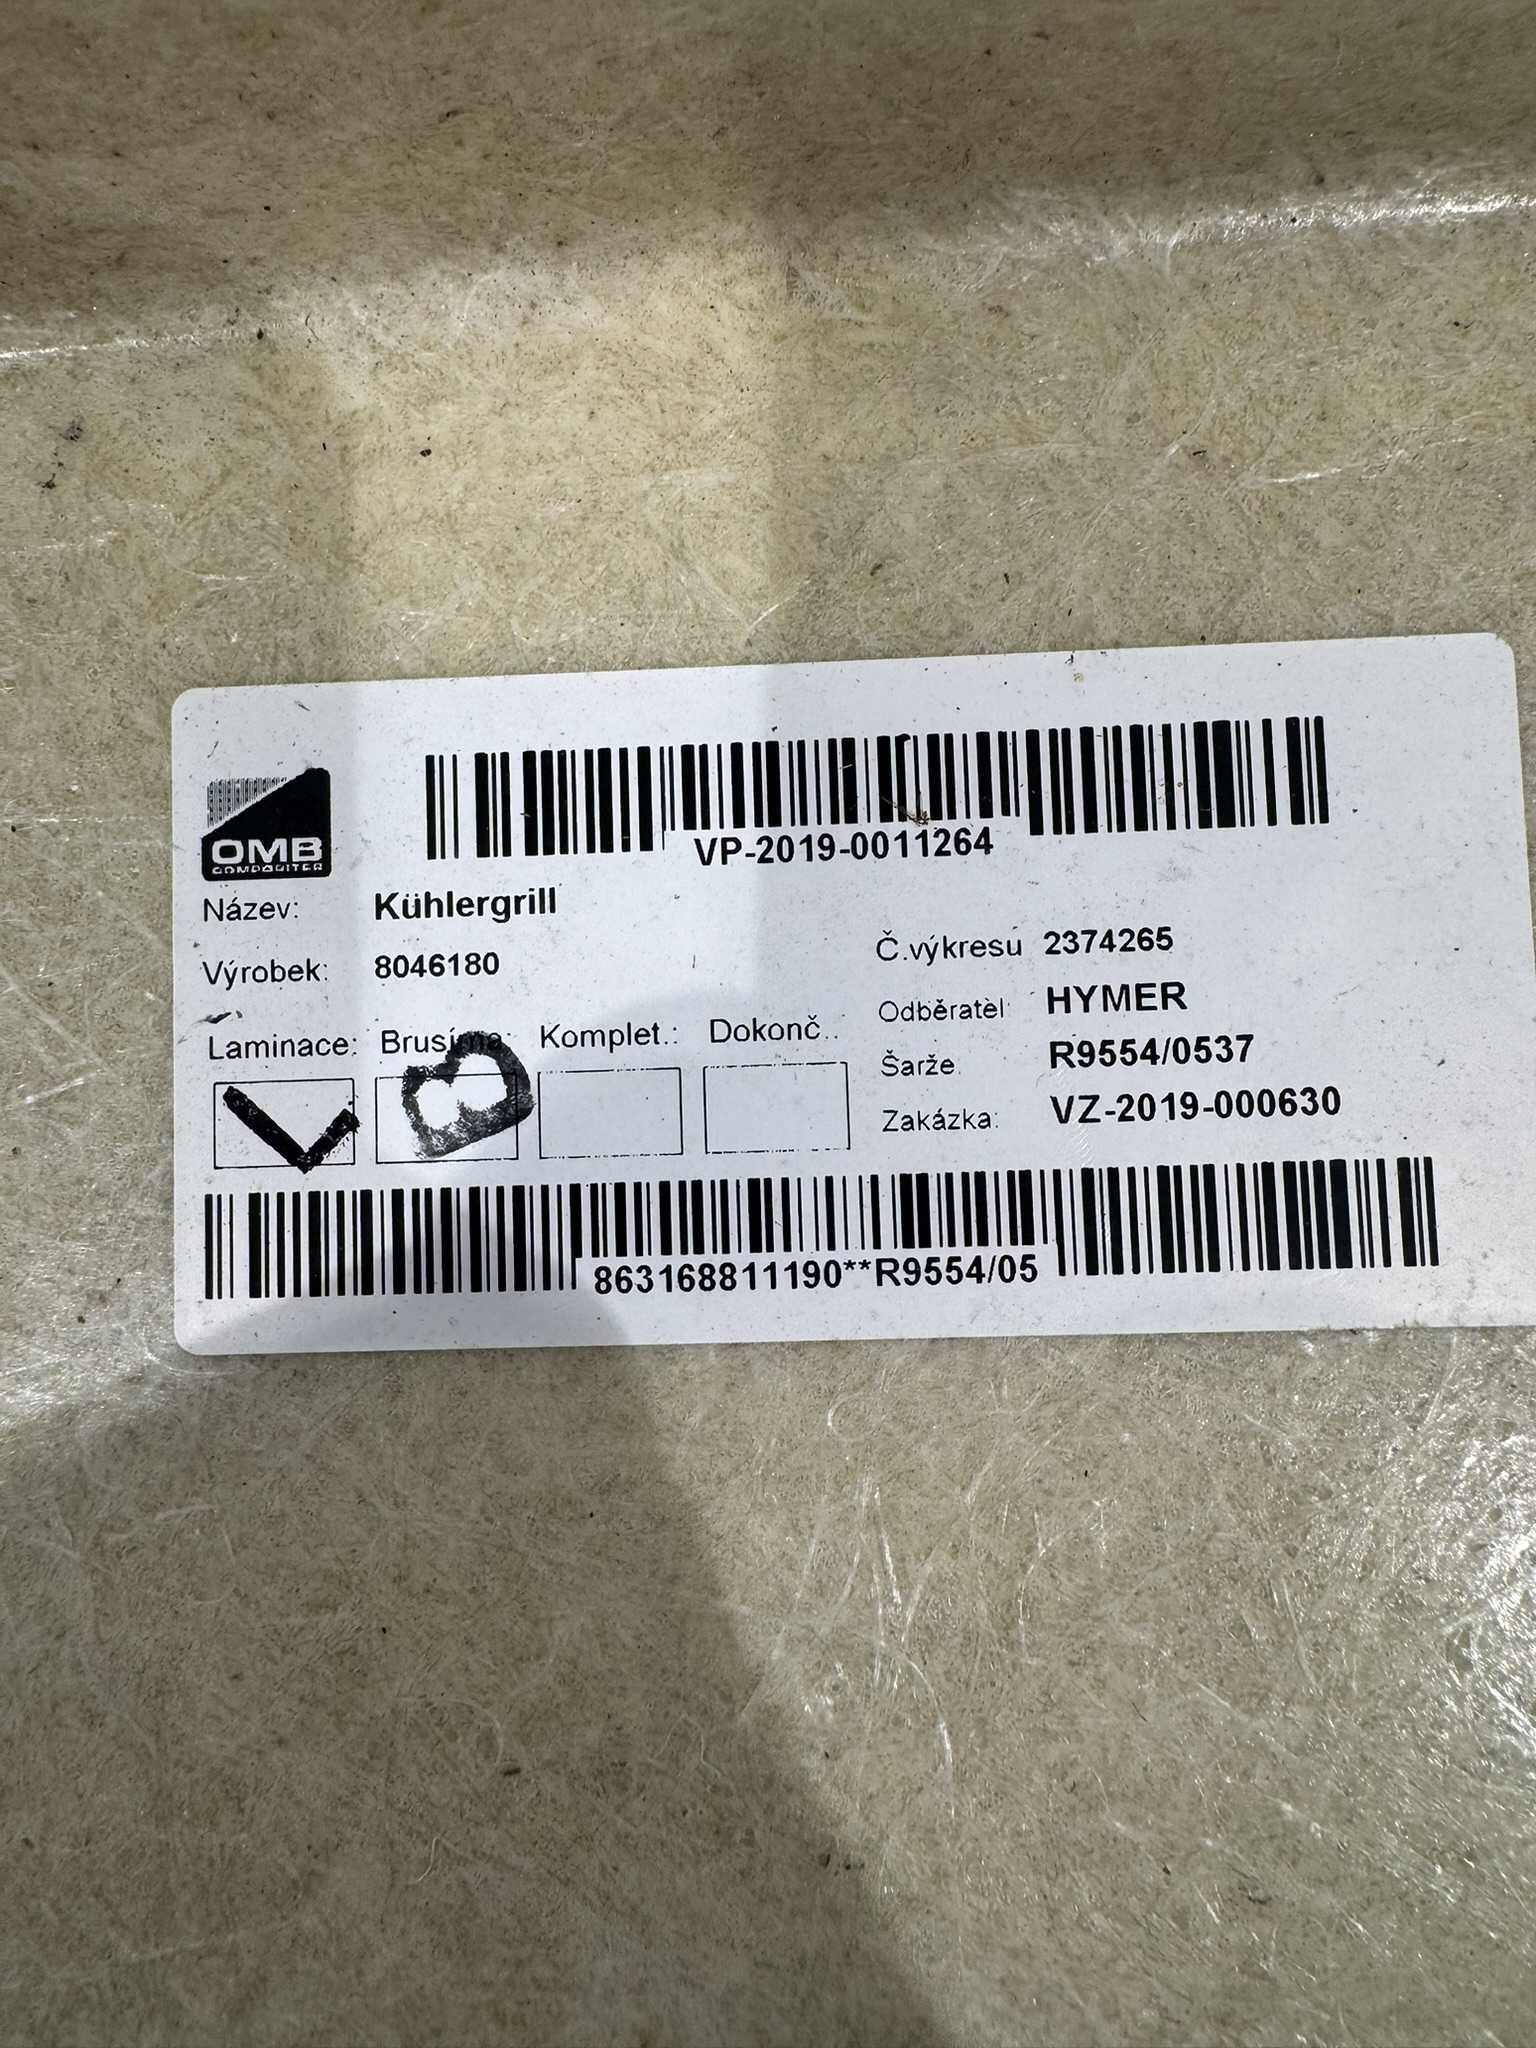 VP-2019-0011264
OMB
COMPOSITES
Název: Kühlergrill
Výrobek: 8046180
Č.výkresu 2374265
Odběratel HYMER
Laminace: Komplet.: Dokonč..
B
Šarže R9554/0537
Zakázka: VZ-2019-000630
863168811190**R9554/05